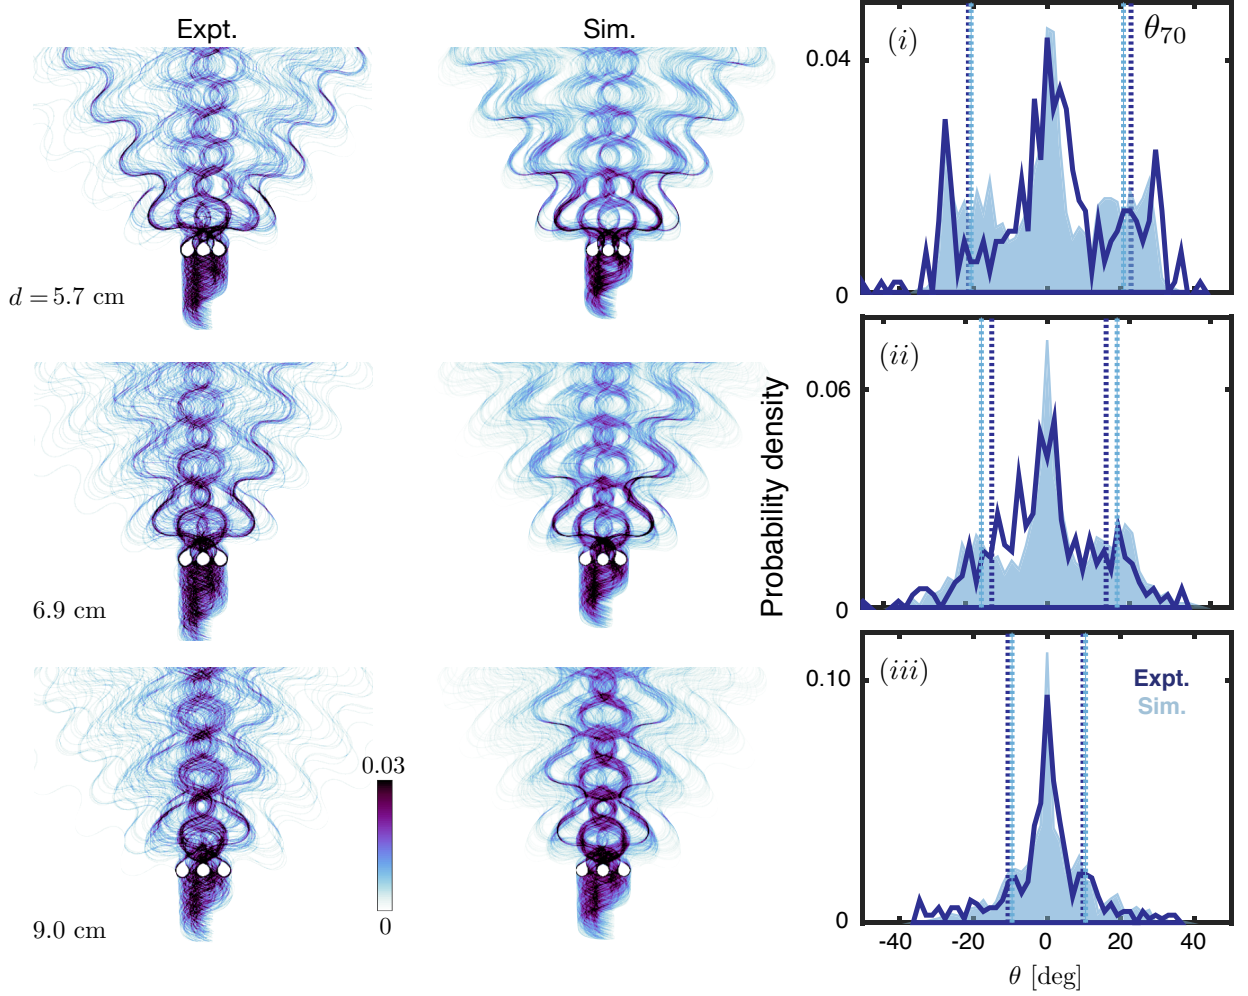 Expt.
Sim.
d = 5.7 cm
6.9 cm
9.0 cm
0.03
0
Probability density
(i)
θ70
0.04
0
(ii)
0.06
0
(iii)
Expt.
Sim.
0.10
0
-40 -20 0 20 40
θ [deg]